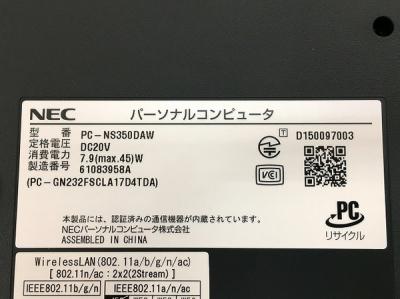 NEC パーソナルコンピュータ
型番 PC-NS350DAW
定格電圧 DC20V
消費電力 7.9(max.45)W
製造番号 61083958A
(PC-GN232FSCLA17D4TDA)
T D150097003
VCI
本製品には、認証済みの通信機器が内蔵されています。
NECパーソナルコンピュータ株式会社
ASSEMBLED IN CHINA
PC
リサイクル
WirelessLAN(802.11a/b/g/n/ac)
[ 802.11n/ac: 2x2(2Stream) ]
IEEE802.11b/g/n IEEE802.11a/n/ac